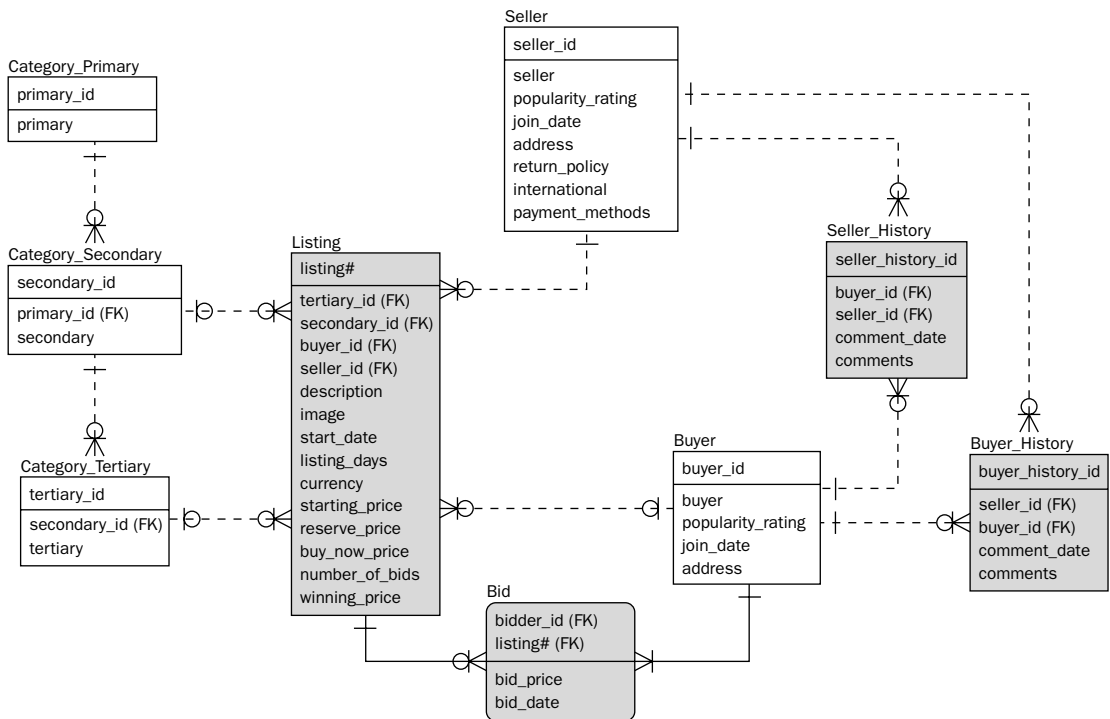 Category_Primary
primary_id
primary
Category_Secondary
secondary_id
primary_id (FK)
secondary
Category_Tertiary
tertiary_id
secondary_id (FK)
tertiary
Listing
listing#
tertiary_id (FK)
secondary_id (FK)
buyer_id (FK)
seller_id (FK)
description
image
start_date
listing_days
currency
starting_price
reserve_price
buy_now_price
number_of_bids
winning_price
Seller
seller_id
seller
popularity_rating
join_date
address
return_policy
international
payment_methods
Seller_History
seller_history_id
buyer_id (FK)
seller_id (FK)
comment_date
comments
Buyer
buyer_id
buyer
popularity_rating
join_date
address
Buyer_History
buyer_history_id
seller_id (FK)
buyer_id (FK)
comment_date
comments
Bid
bidder_id (FK)
listing# (FK)
bid_price
bid_date